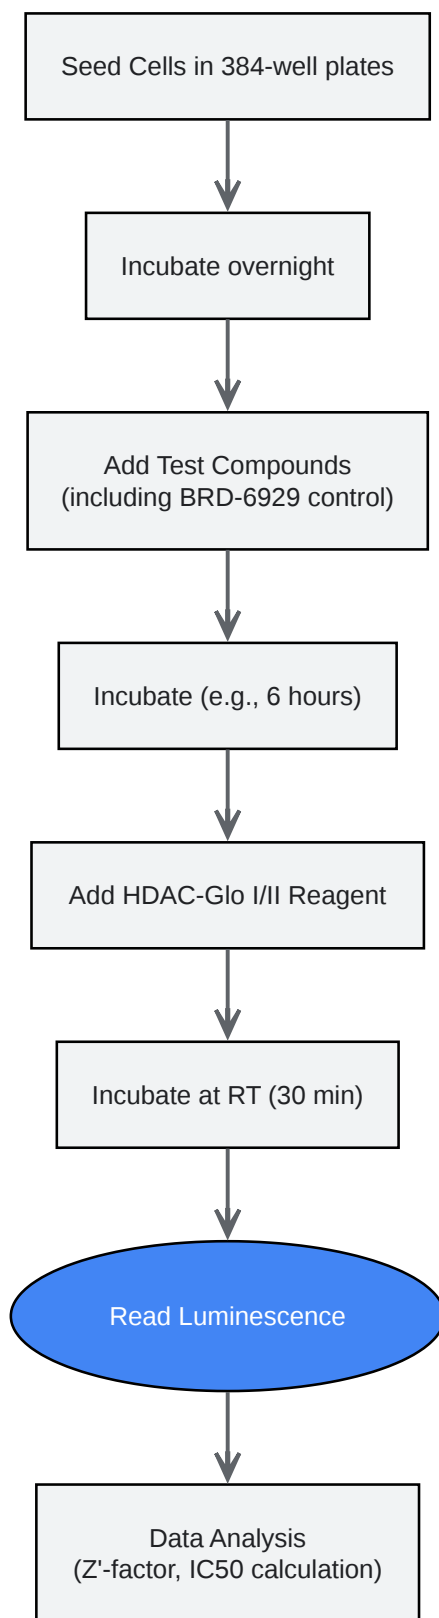 Seed Cells in 384-well plates
Incubate overnight
Add Test Compounds
(including BRD-6929 control)
Incubate (e.g., 6 hours)
Add HDAC-Glo I/II Reagent
Incubate at RT (30 min)
Read Luminescence
Data Analysis
(Z'-factor, IC50 calculation)